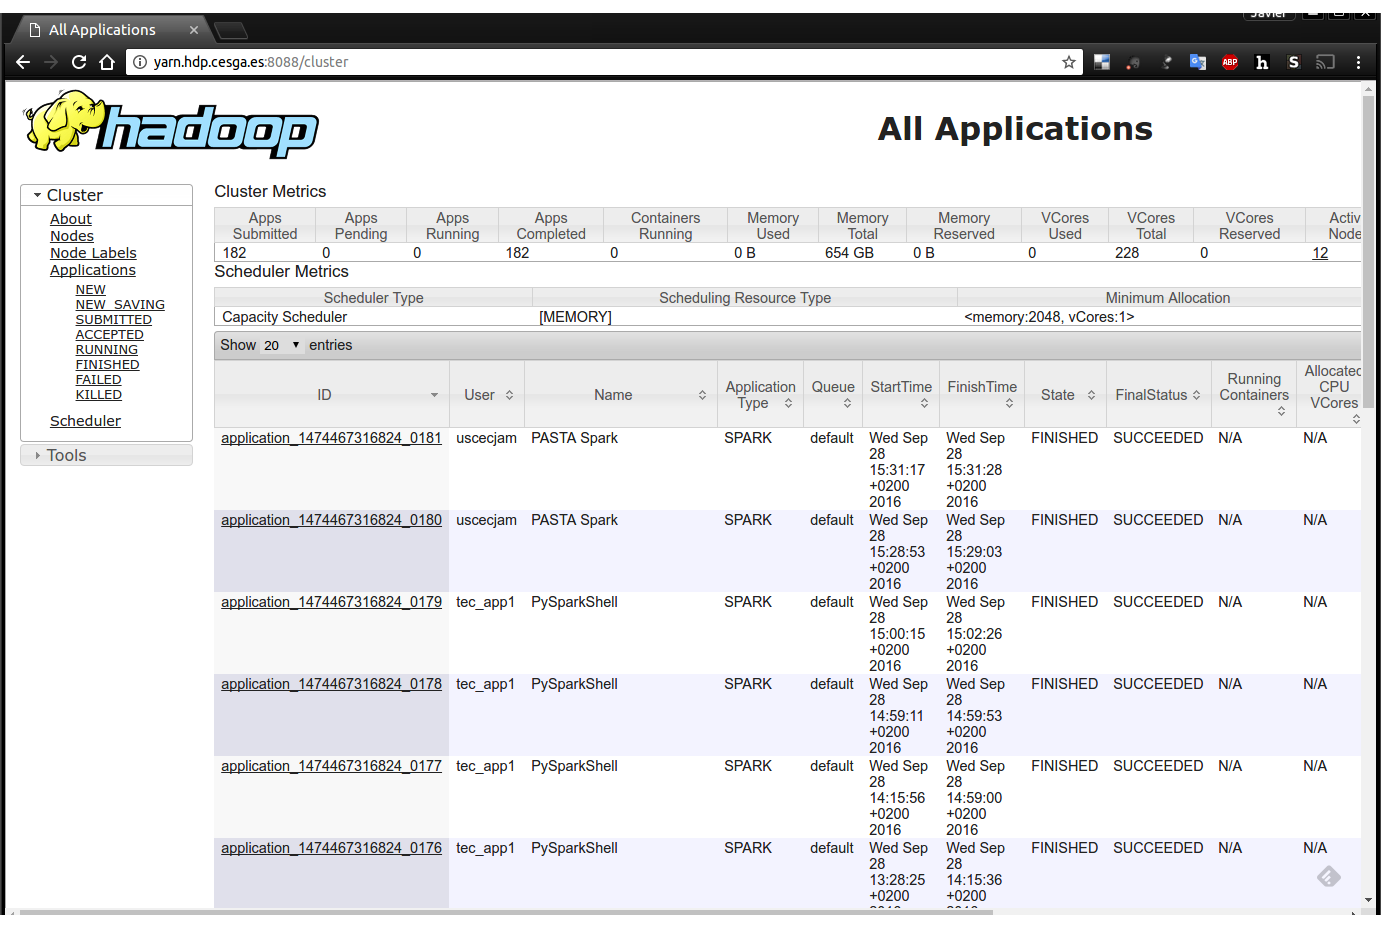 All Applications ×
Javier
yarn.hdp.cesga.es:8088/cluster
ABP h S
hadoop
All Applications
Cluster
About
Nodes
Node Labels
Applications
NEW
NEW_SAVING
SUBMITTED
ACCEPTED
RUNNING
FINISHED
FAILED
KILLED
Scheduler
Tools
Cluster Metrics
Apps Submitted Apps Pending Apps Running Apps Completed Containers Running Memory Used Memory Total Memory Reserved VCores Used VCores Total VCores Reserved Activ Node
182 0 0 182 0 0 B 654 GB 0 B 0 228 0 12
Scheduler Metrics
Scheduler Type Scheduling Resource Type Minimum Allocation
Capacity Scheduler [MEMORY] <memory:2048, vCores:1>
Show 20 entries
ID User Name Application Type Queue StartTime FinishTime State FinalStatus Running Containers Allocated CPU VCores
application_1474467316824_0181 uscecjam PASTA Spark SPARK default Wed Sep Wed Sep FINISHED SUCCEEDED N/A N/A
28 28
15:31:17 15:31:28
+0200 +0200
2016 2016
application_1474467316824_0180 uscecjam PASTA Spark SPARK default Wed Sep Wed Sep FINISHED SUCCEEDED N/A N/A
28 28
15:28:53 15:29:03
+0200 +0200
2016 2016
application_1474467316824_0179 tec_app1 PySparkShell SPARK default Wed Sep Wed Sep FINISHED SUCCEEDED N/A N/A
28 28
15:00:15 15:02:26
+0200 +0200
2016 2016
application_1474467316824_0178 tec_app1 PySparkShell SPARK default Wed Sep Wed Sep FINISHED SUCCEEDED N/A N/A
28 28
14:59:11 14:59:53
+0200 +0200
2016 2016
application_1474467316824_0177 tec_app1 PySparkShell SPARK default Wed Sep Wed Sep FINISHED SUCCEEDED N/A N/A
28 28
14:15:56 14:59:00
+0200 +0200
2016 2016
application_1474467316824_0176 tec_app1 PySparkShell SPARK default Wed Sep Wed Sep FINISHED SUCCEEDED N/A N/A
28 28
13:28:25 14:15:36
+0200 +0200